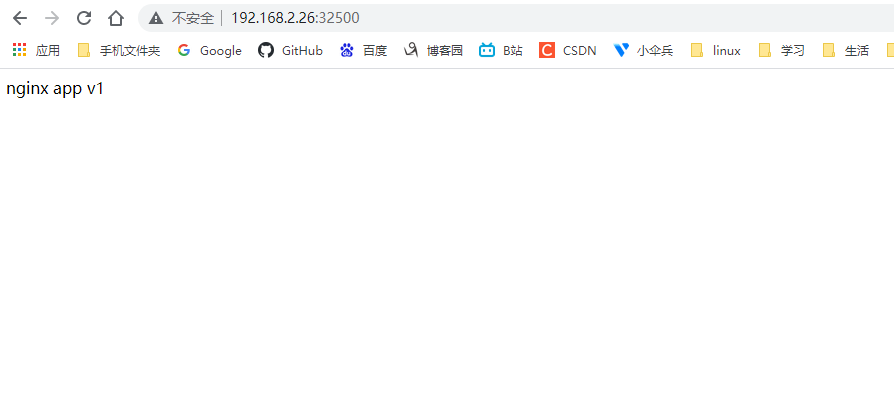 不安全 192.168.2.26:32500
应用 手机文件夹 Google GitHub 百度 博客园 B站 CSDN 小伞兵 linux 学习 生活
nginx app v1